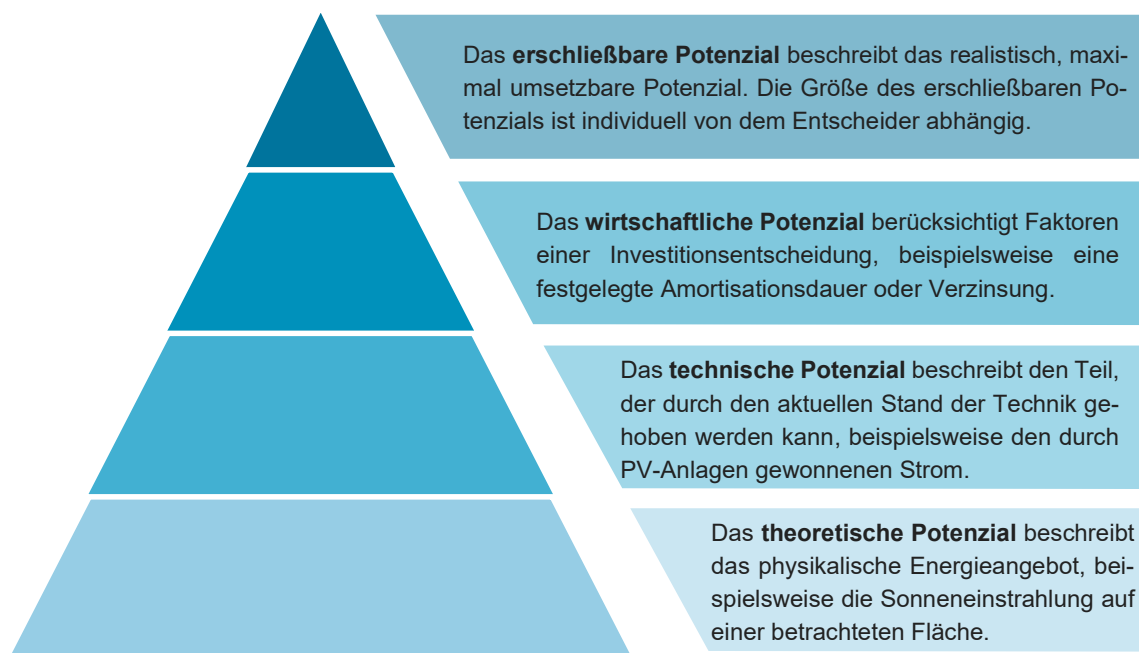 Das erschließbare Potenzial beschreibt das realistisch, maxi-
mal umsetzbare Potenzial. Die Größe des erschließbaren Po-
tenzials ist individuell von dem Entscheider abhängig.
Das wirtschaftliche Potenzial berücksichtigt Faktoren
einer Investitionsentscheidung, beispielsweise eine
festgelegte Amortisationsdauer oder Verzinsung.
Das technische Potenzial beschreibt den Teil,
der durch den aktuellen Stand der Technik ge-
hoben werden kann, beispielsweise den durch
PV-Anlagen gewonnenen Strom.
Das theoretische Potenzial beschreibt
das physikalische Energieangebot, bei-
spielsweise die Sonneneinstrahlung auf
einer betrachteten Fläche.